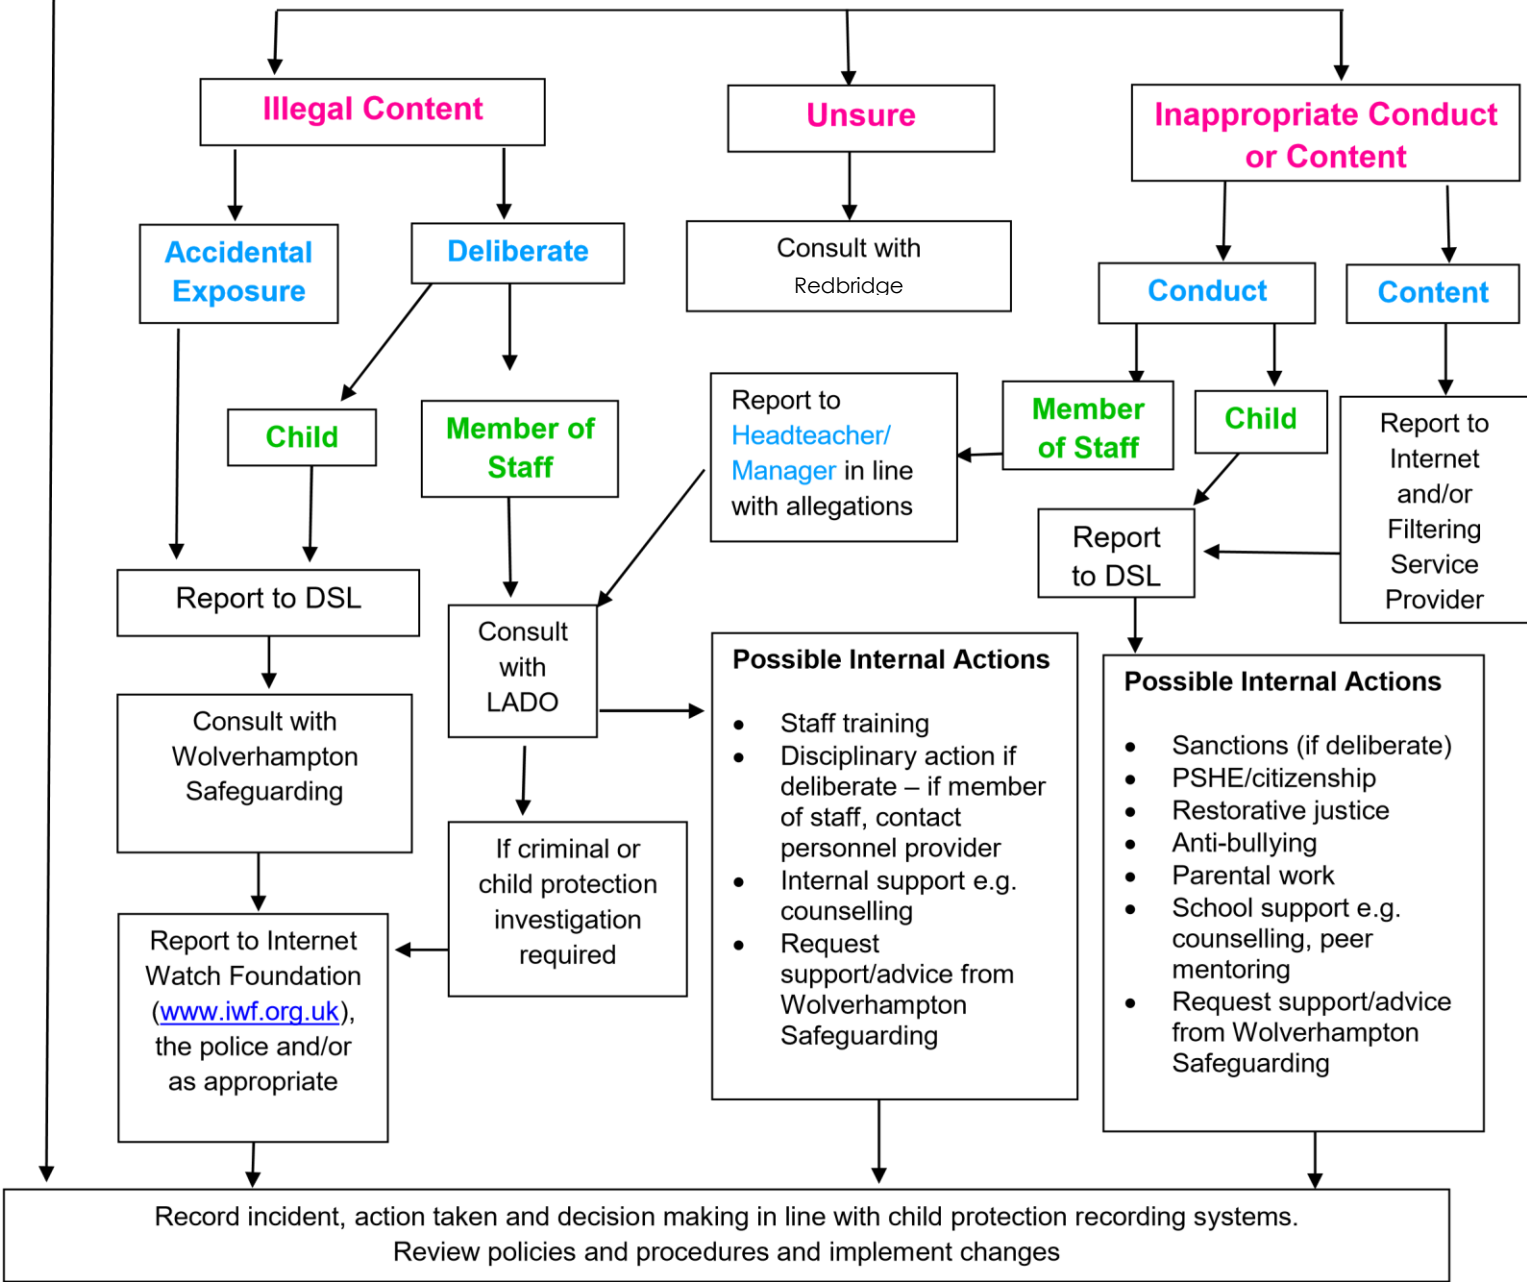 Illegal Content
Unsure
Inappropriate Conduct
or Content
Accidental
Exposure
Deliberate
Consult with
Redbridge
Conduct
Content
Child
Member of
Staff
Report to
Headteacher/
Manager in line
with allegations
Member
of Staff
Child
Report to
Internet
and/or
Filtering
Service
Provider
Report to DSL
Consult
with
LADO
Report
to DSL
Consult with
Wolverhampton
Safeguarding
If criminal or
child protection
investigation
required
Report to Internet
Watch Foundation
(www.iwf.org.uk),
the police and/or
as appropriate
Possible Internal Actions
• Staff training
• Disciplinary action if
deliberate – if member
of staff, contact
personnel provider
• Internal support e.g.
counselling
• Request
support/advice from
Wolverhampton
Safeguarding
Possible Internal Actions
• Sanctions (if deliberate)
• PSHE/citizenship
• Restorative justice
• Anti-bullying
• Parental work
• School support e.g.
counselling, peer
mentoring
• Request support/advice
from Wolverhampton
Safeguarding
Record incident, action taken and decision making in line with child protection recording systems.
Review policies and procedures and implement changes